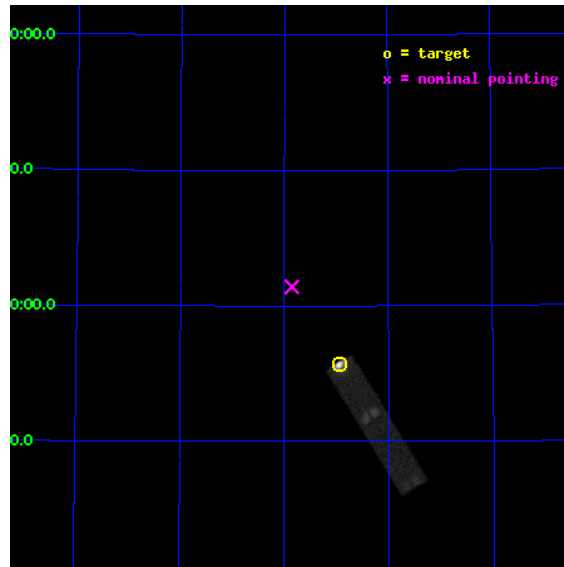 0:00.0
o = target
x = nominal pointing
0.0
0:00.0
0.0